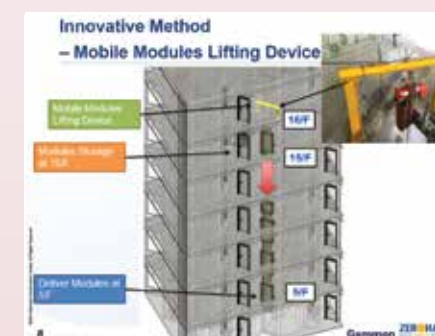 Innovative Method
– Mobile Modules Lifting Device
Mobile Modules
Lifting Device
16/F
Modules Storage
at 15/F
15/F
Deliver Modules at
5/F
5/F
Gammon